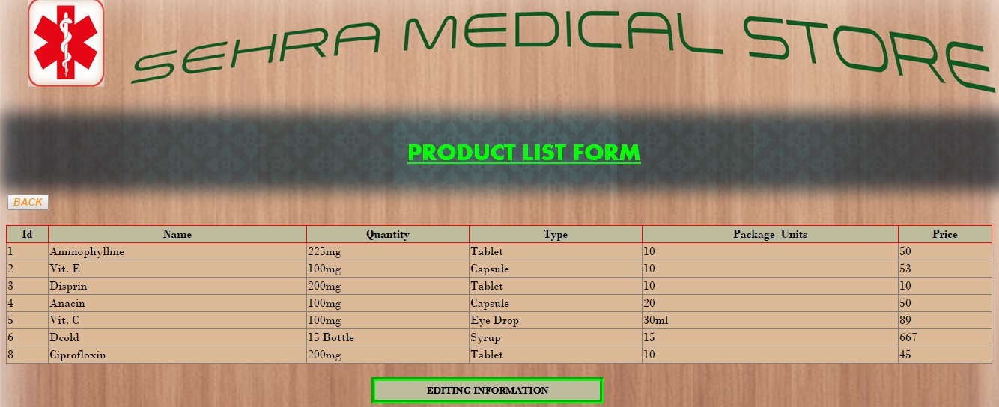 SEHRA MEDICAL STORE
PRODUCT LIST FORM
BACK
Id Name Quantity Type Package Units Price
1 Aminophylline 225mg Tablet 10 50
2 Vit. E 100mg Capsule 10 53
3 Disprin 200mg Tablet 10 10
4 Anacin 100mg Capsule 20 50
5 Vit. C 100mg Eye Drop 30ml 89
6 Dcold 15 Bottle Syrup 15 667
8 Ciprofloxin 200mg Tablet 10 45
EDITING INFORMATION